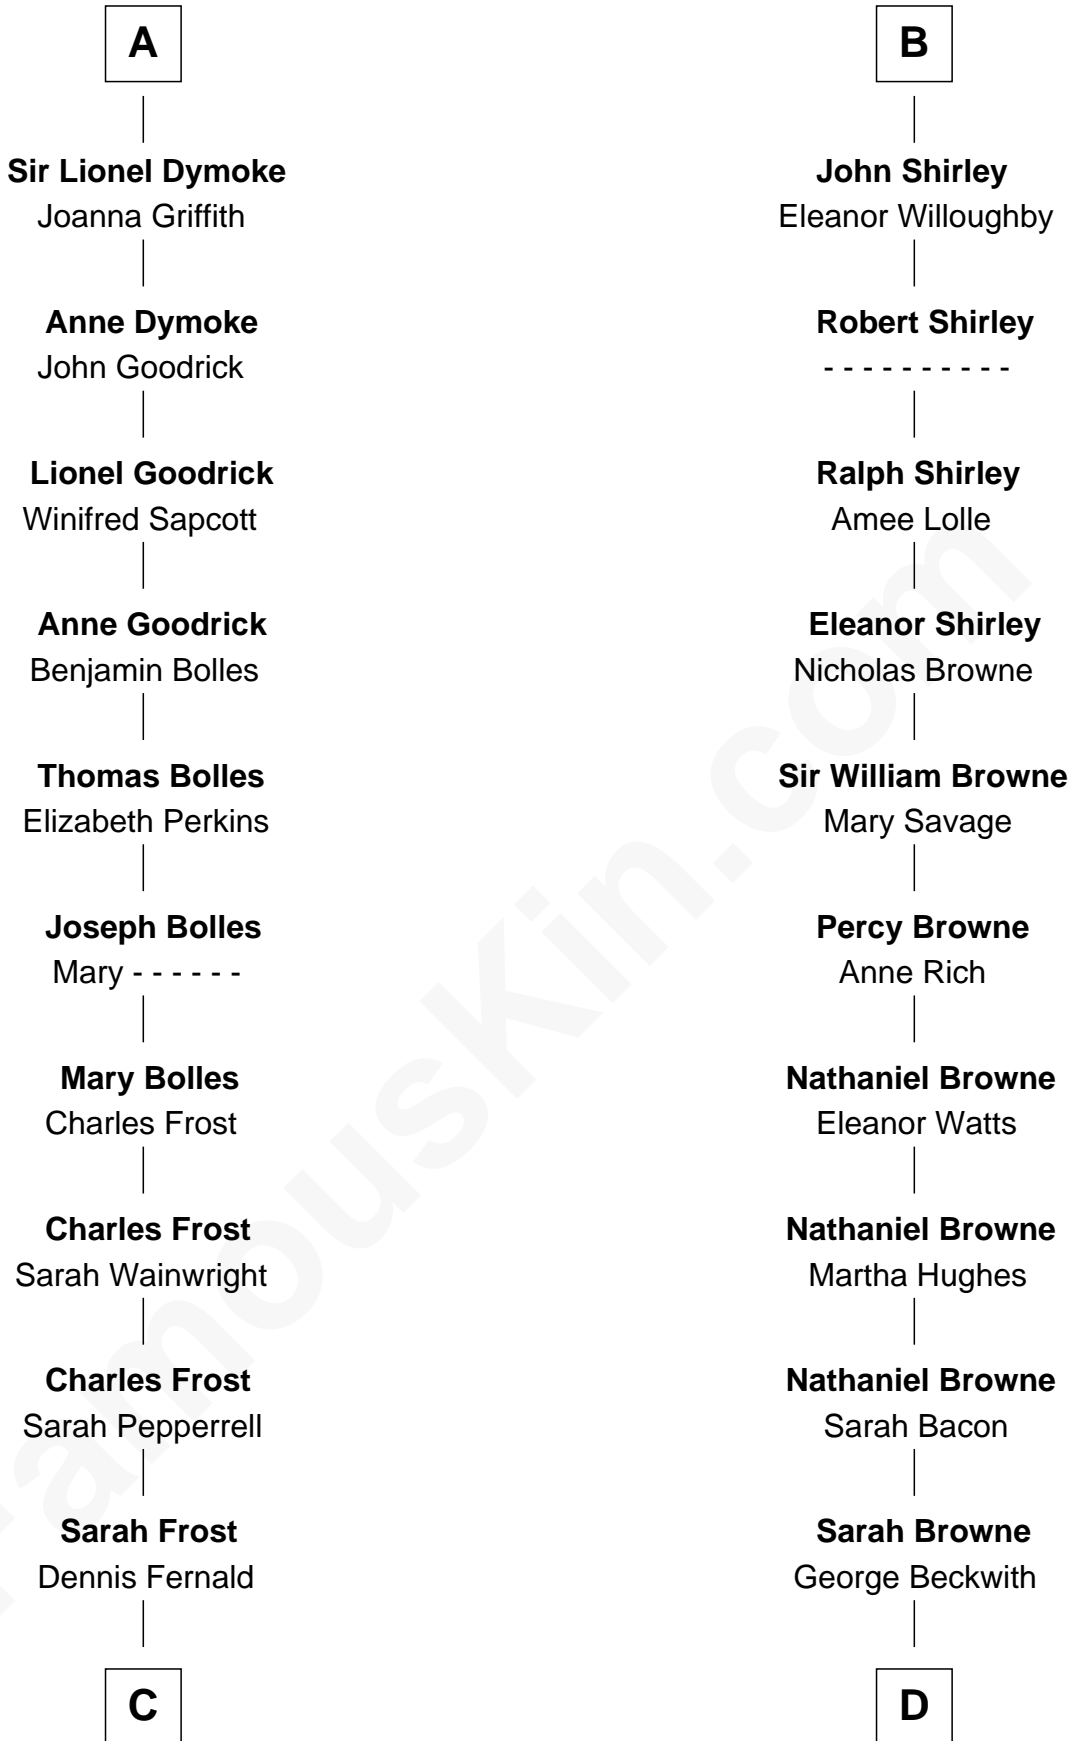 A
Sir Lionel Dymoke
Joanna Griffith
Anne Dymoke
John Goodrick
Lionel Goodrick
Winifred Sapcott
Anne Goodrick
Benjamin Bolles
Thomas Bolles
Elizabeth Perkins
Joseph Bolles
Mary - - - - - -
Mary Bolles
Charles Frost
Charles Frost
Sarah Wainwright
Charles Frost
Sarah Pepperrell
Sarah Frost
Dennis Fernald
C
B
John Shirley
Eleanor Willoughby
Robert Shirley
- - - - - - - - - -
Ralph Shirley
Amee Lolle
Eleanor Shirley
Nicholas Browne
Sir William Browne
Mary Savage
Percy Browne
Anne Rich
Nathaniel Browne
Eleanor Watts
Nathaniel Browne
Martha Hughes
Nathaniel Browne
Sarah Bacon
Sarah Browne
George Beckwith
D
FamousKin.com